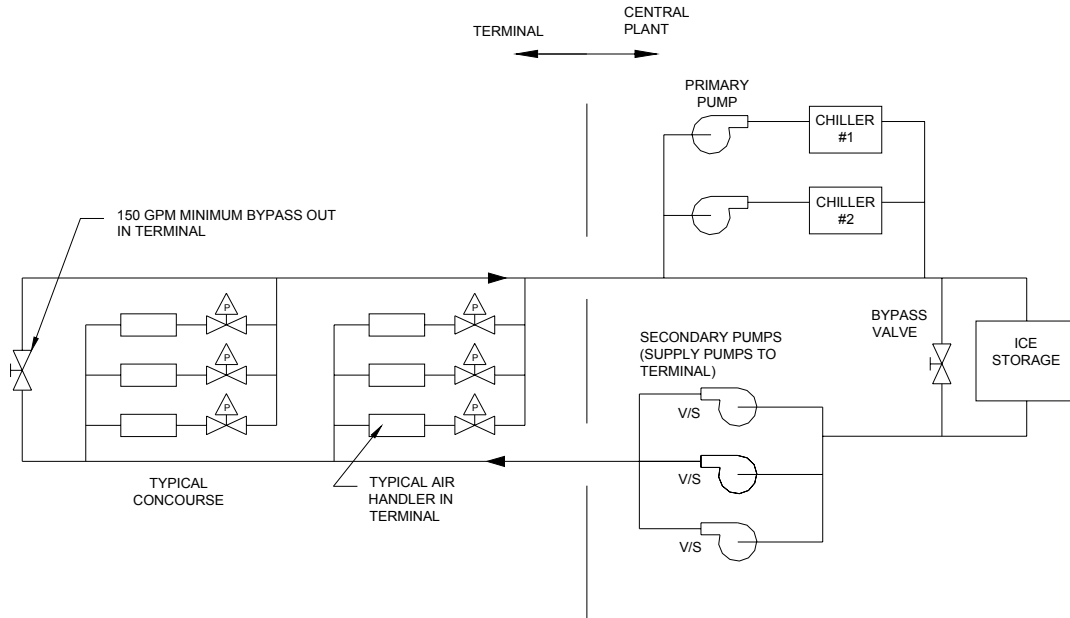 TERMINAL
CENTRAL
PLANT
PRIMARY
PUMP
CHILLER
#1
CHILLER
#2
150 GPM MINIMUM BYPASS OUT
IN TERMINAL
P
P
P
P
P
P
SECONDARY PUMPS
(SUPPLY PUMPS TO
TERMINAL)
V/S
V/S
V/S
BYPASS
VALVE
ICE
STORAGE
TYPICAL
CONCOURSE
TYPICAL AIR
HANDLER IN
TERMINAL